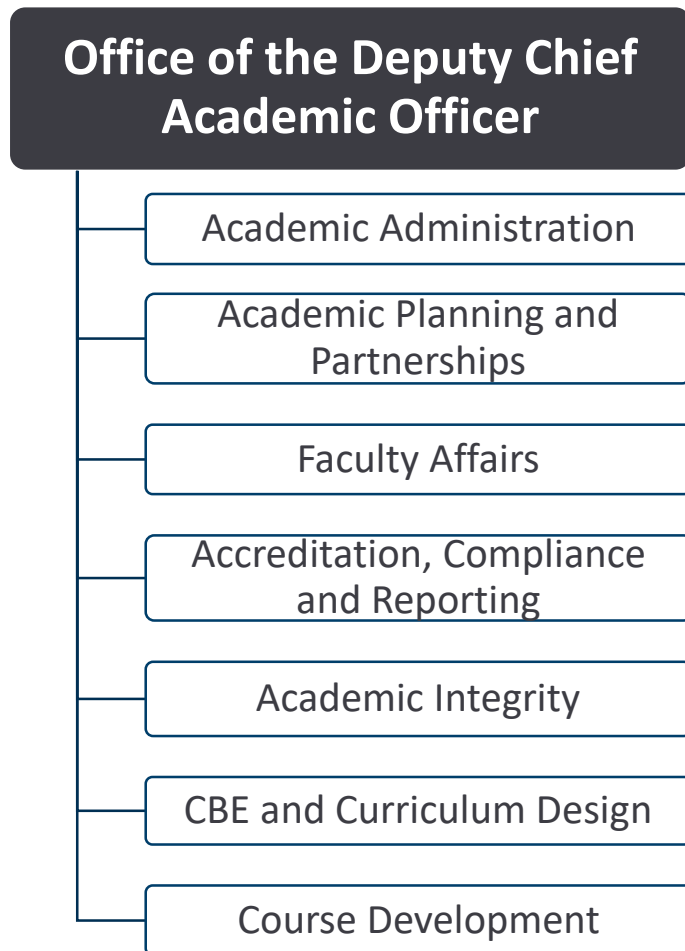 Office of the Deputy Chief
Academic Officer
Academic Administration
Academic Planning and
Partnerships
Faculty Affairs
Accreditation, Compliance
and Reporting
Academic Integrity
CBE and Curriculum Design
Course Development